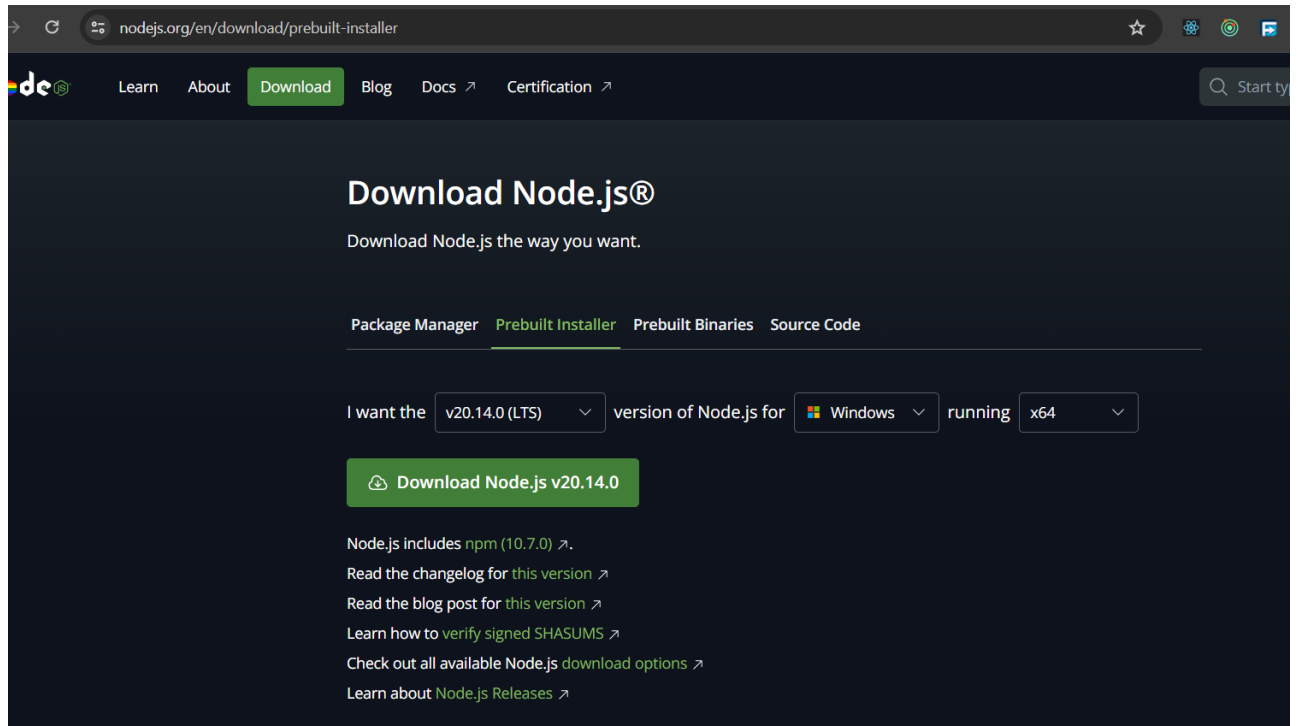 nodejs.org/en/download/prebuilt-installer
de JS Learn About Download Blog Docs ↗ Certification ↗ Start typ
Download Node.js®
Download Node.js the way you want.
Package Manager Prebuilt Installer Prebuilt Binaries Source Code
I want the v20.14.0 (LTS) version of Node.js for Windows running x64
Download Node.js v20.14.0
Node.js includes npm (10.7.0) ↗.
Read the changelog for this version ↗
Read the blog post for this version ↗
Learn how to verify signed SHASUMS ↗
Check out all available Node.js download options ↗
Learn about Node.js Releases ↗